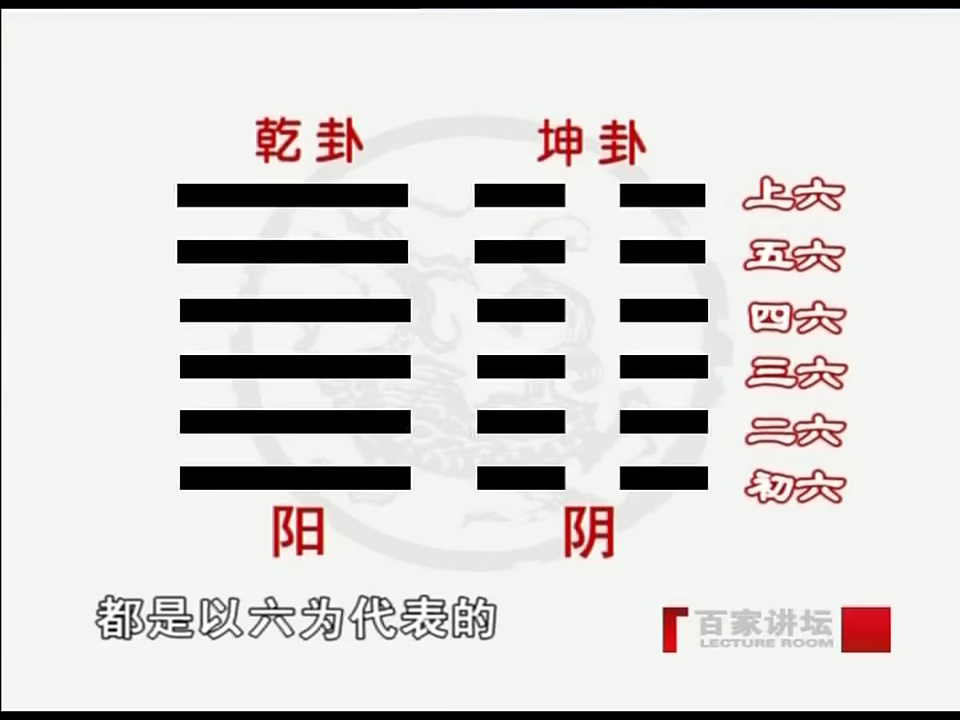 乾卦 坤卦
上六
五六
四六
三六
二六
初六
阳 阴
都是以六为代表的
百家讲坛
LECTURE ROOM